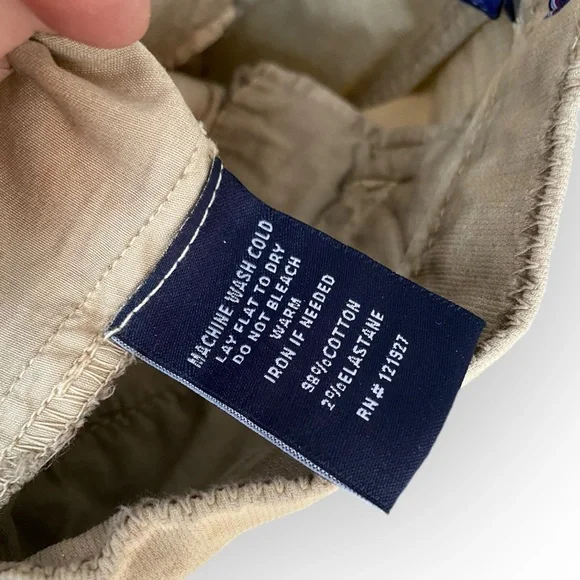 MACHINE WASH COLD
LAY FLAT TO DRY
DO NOT BLEACH
WARM
IRON IF NEEDED
98%COTTON
2%ELASTANE
RN# 121927